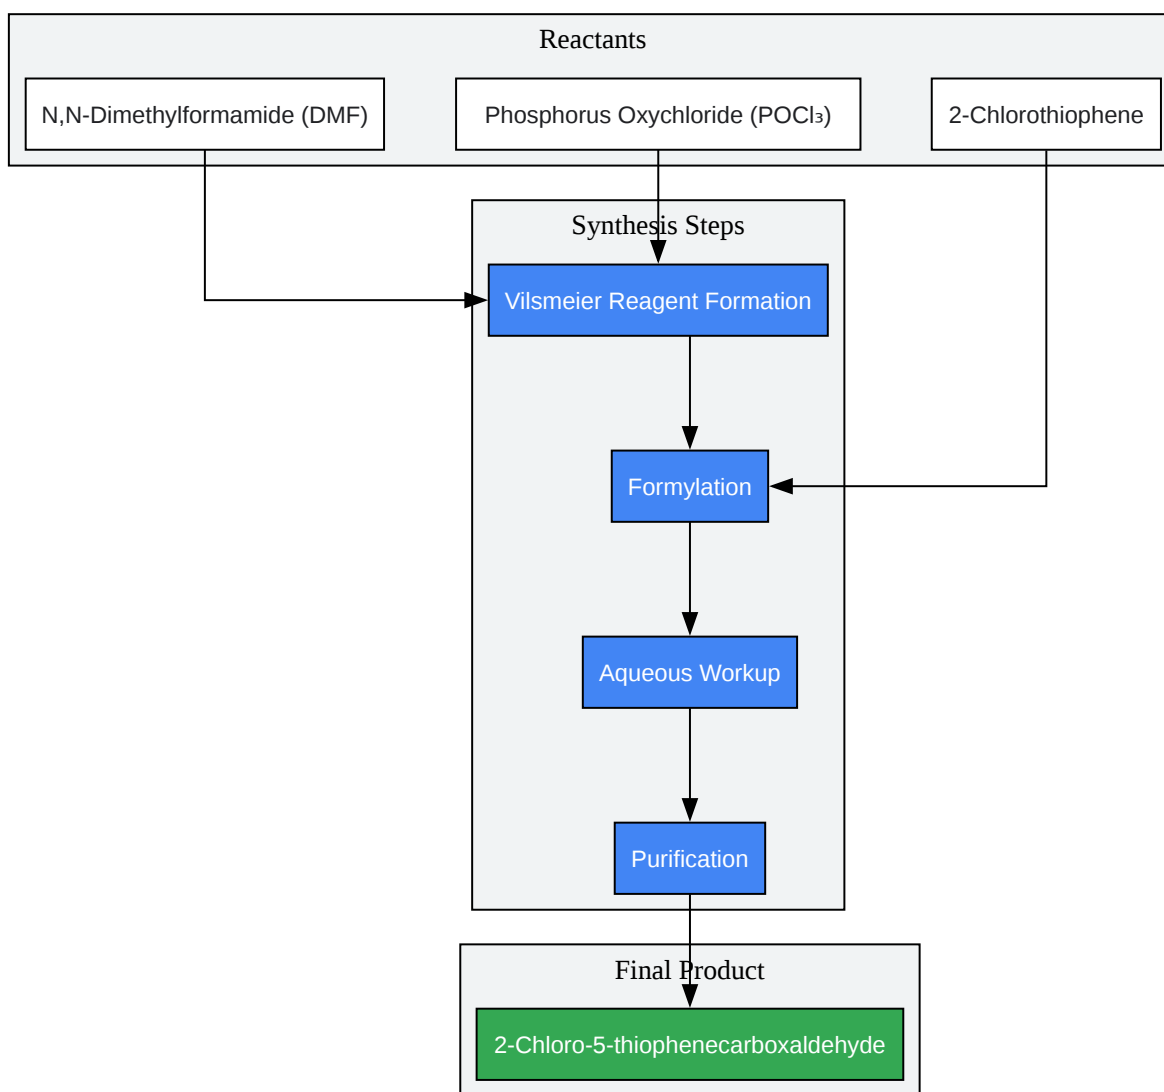 Reactants
N,N-Dimethylformamide (DMF)
Phosphorus Oxychloride (POCl₃)
2-Chlorothiophene
Synthesis Steps
Vilsmeier Reagent Formation
Formylation
Aqueous Workup
Purification
Final Product
2-Chloro-5-thiophenecarboxaldehyde